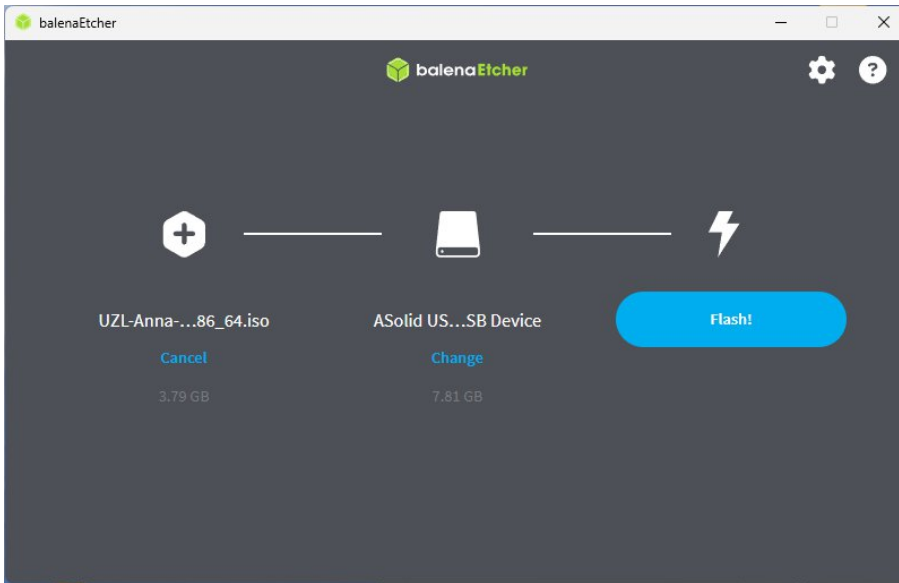 balenaEtcher
balenaEtcher
?
UZL-Anna-...86_64.iso
ASolid US...SB Device
Flash!
Cancel
Change
3.79 GB
7.81 GB